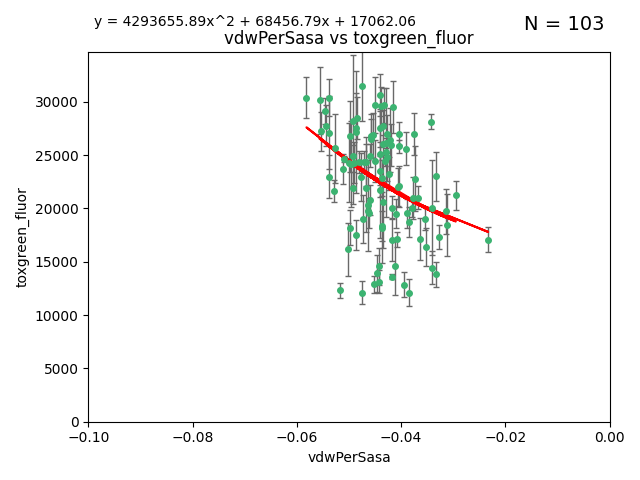 y = 4293655.89x^2 + 68456.79x + 17062.06
N = 103
vdwPerSasa vs toxgreen_fluor
toxgreen_fluor
30000
25000
20000
15000
10000
5000
0
−0.10
−0.08
−0.06
−0.04
−0.02
0.00
vdwPerSasa